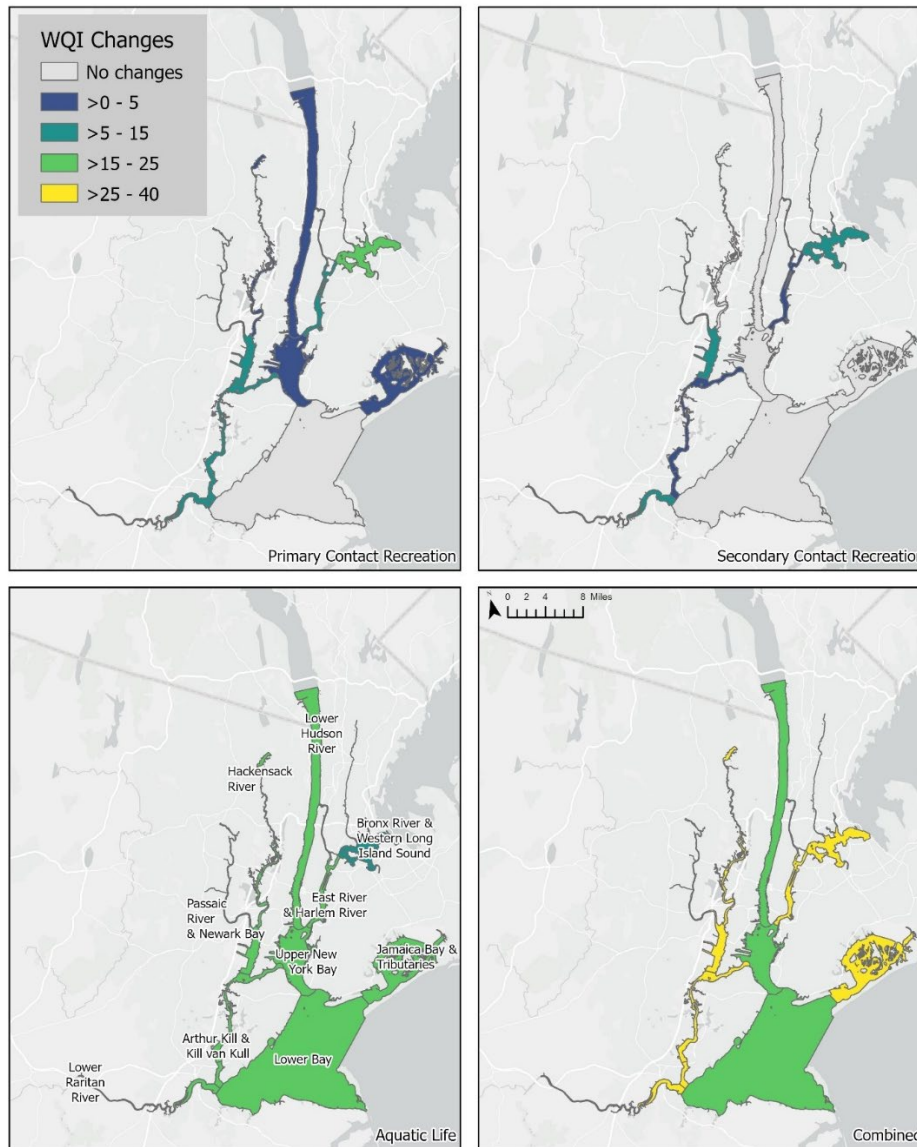 WQI Changes
No changes
>0 - 5
>5 - 15
>15 - 25
>25 - 40
Primary Contact Recreation
Secondary Contact Recreation
Lower
Hudson
River
Hackensack
River
Bronx River &
Western Long
Island Sound
Passaic
River
& Newark Bay
East River
& Harlem River
Upper New
York Bay
Jamaica Bay &
Tributaries
Arthur Kill &
Kill van Kull
Lower Bay
Lower
Raritan
River
Aquatic Life
N
0 2 4 8 Miles
Combined